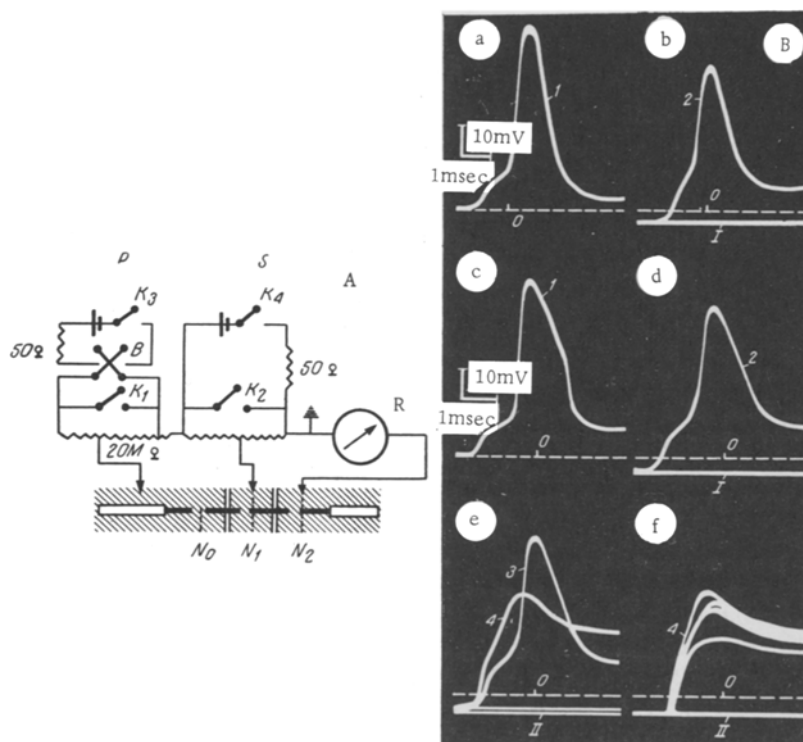 P S A
K3 K4
50Ω B K1 K2 50Ω R
20M Ω
N0 N1 N2
a b B
1 2
10mV
1msec
0 0
I
c d
1 2
10mV
1msec
0 0
I
e f
3
4 4
0 0
II II